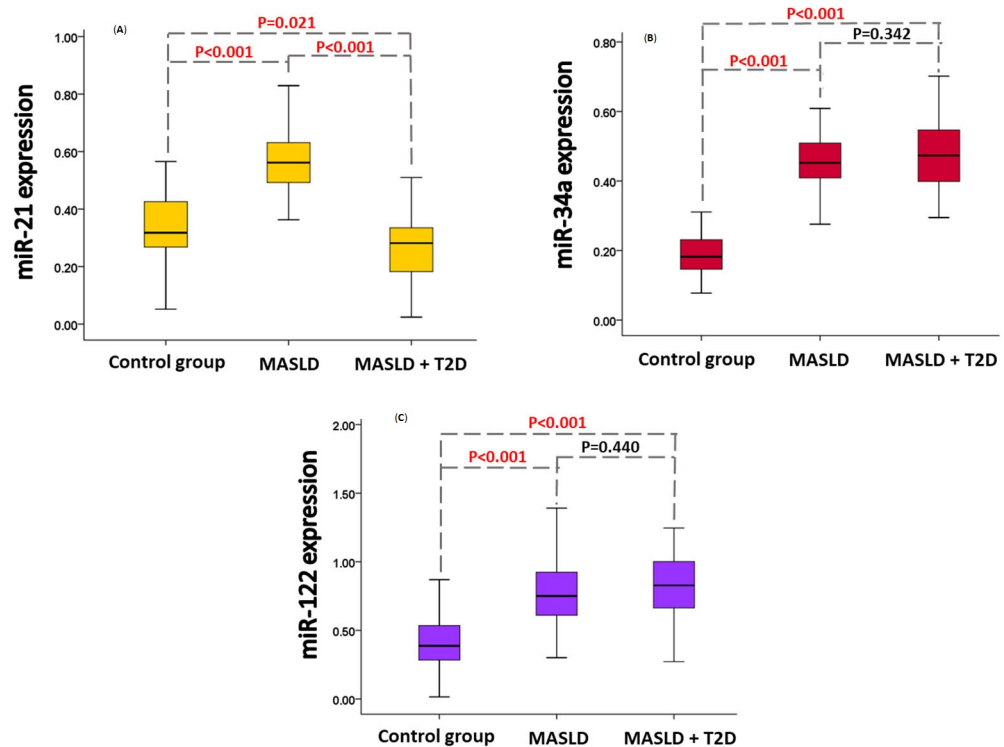 (A)
P=0.021
P<0.001
P<0.001
miR-21 expression
1.00
0.80
0.60
0.40
0.20
0.00
Control group
MASLD
MASLD + T2D
(B)
P<0.001
P=0.342
P<0.001
miR-34a expression
0.80
0.60
0.40
0.20
0.00
Control group
MASLD
MASLD + T2D
(C)
P<0.001
P=0.440
P<0.001
miR-122 expression
2.00
1.50
1.00
0.50
0.00
Control group
MASLD
MASLD + T2D